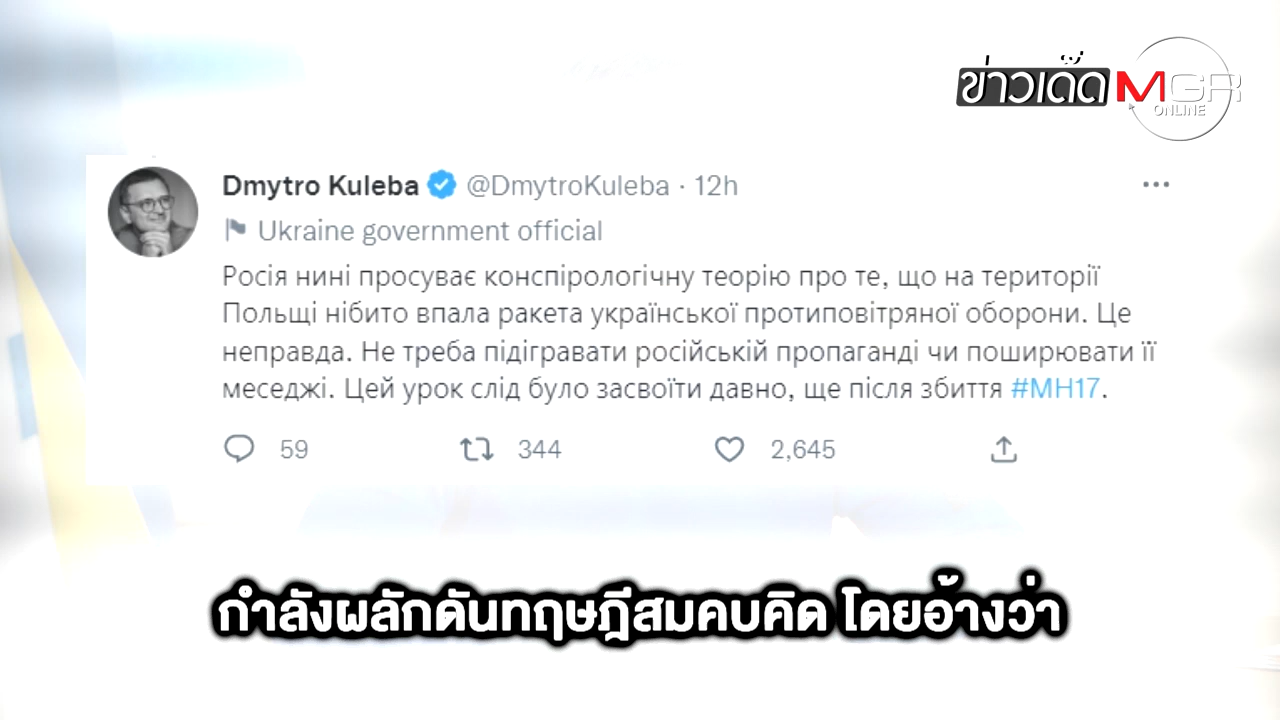 ข่าวเด็ด MGR
ONLINE
Dmytro Kuleba @DmytroKuleba · 12h
Ukraine government official
Росія нині просуває конспірологічну теорію про те, що на території
Польщі нібито впала ракета української протиповітряної оборони. Це
неправда. Не треба підігравати російській пропаганді чи поширювати її
меседжі. Цей урок слід було засвоїти давно, ще після збиття #MH17.
59 344 2,645
กำลังผลักดันทฤษฎีสมคบคิด โดยอ้างว่า